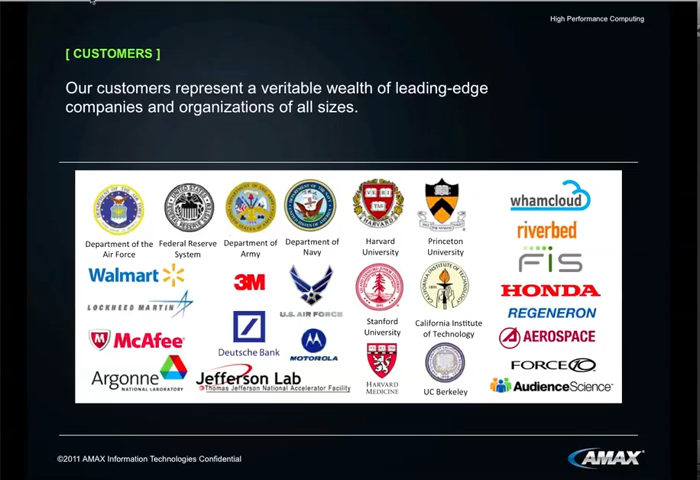 High Performance Computing
[ CUSTOMERS ]
Our customers represent a veritable wealth of leading-edge
companies and organizations of all sizes.
Department of the
Air Force
Federal Reserve
System
Department of
Army
Department of
Navy
Harvard
University
Princeton
University
whamcloud
riverbed
FIS
Walmart
3M
U.S. AIR FORCE
HONDA
LOCKHEED MARTIN
Stanford
University
California Institute
of Technology
REGENERON
McAfee
Deutsche Bank
MOTOROLA
AEROSPACE
Argonne
NATIONAL LABORATORY
Jefferson Lab
Thomas Jefferson National Accelerator Facility
HARVARD
MEDICINE
UC Berkeley
FORCE10
AudienceScience
©2011 AMAX Information Technologies Confidential
AMAX